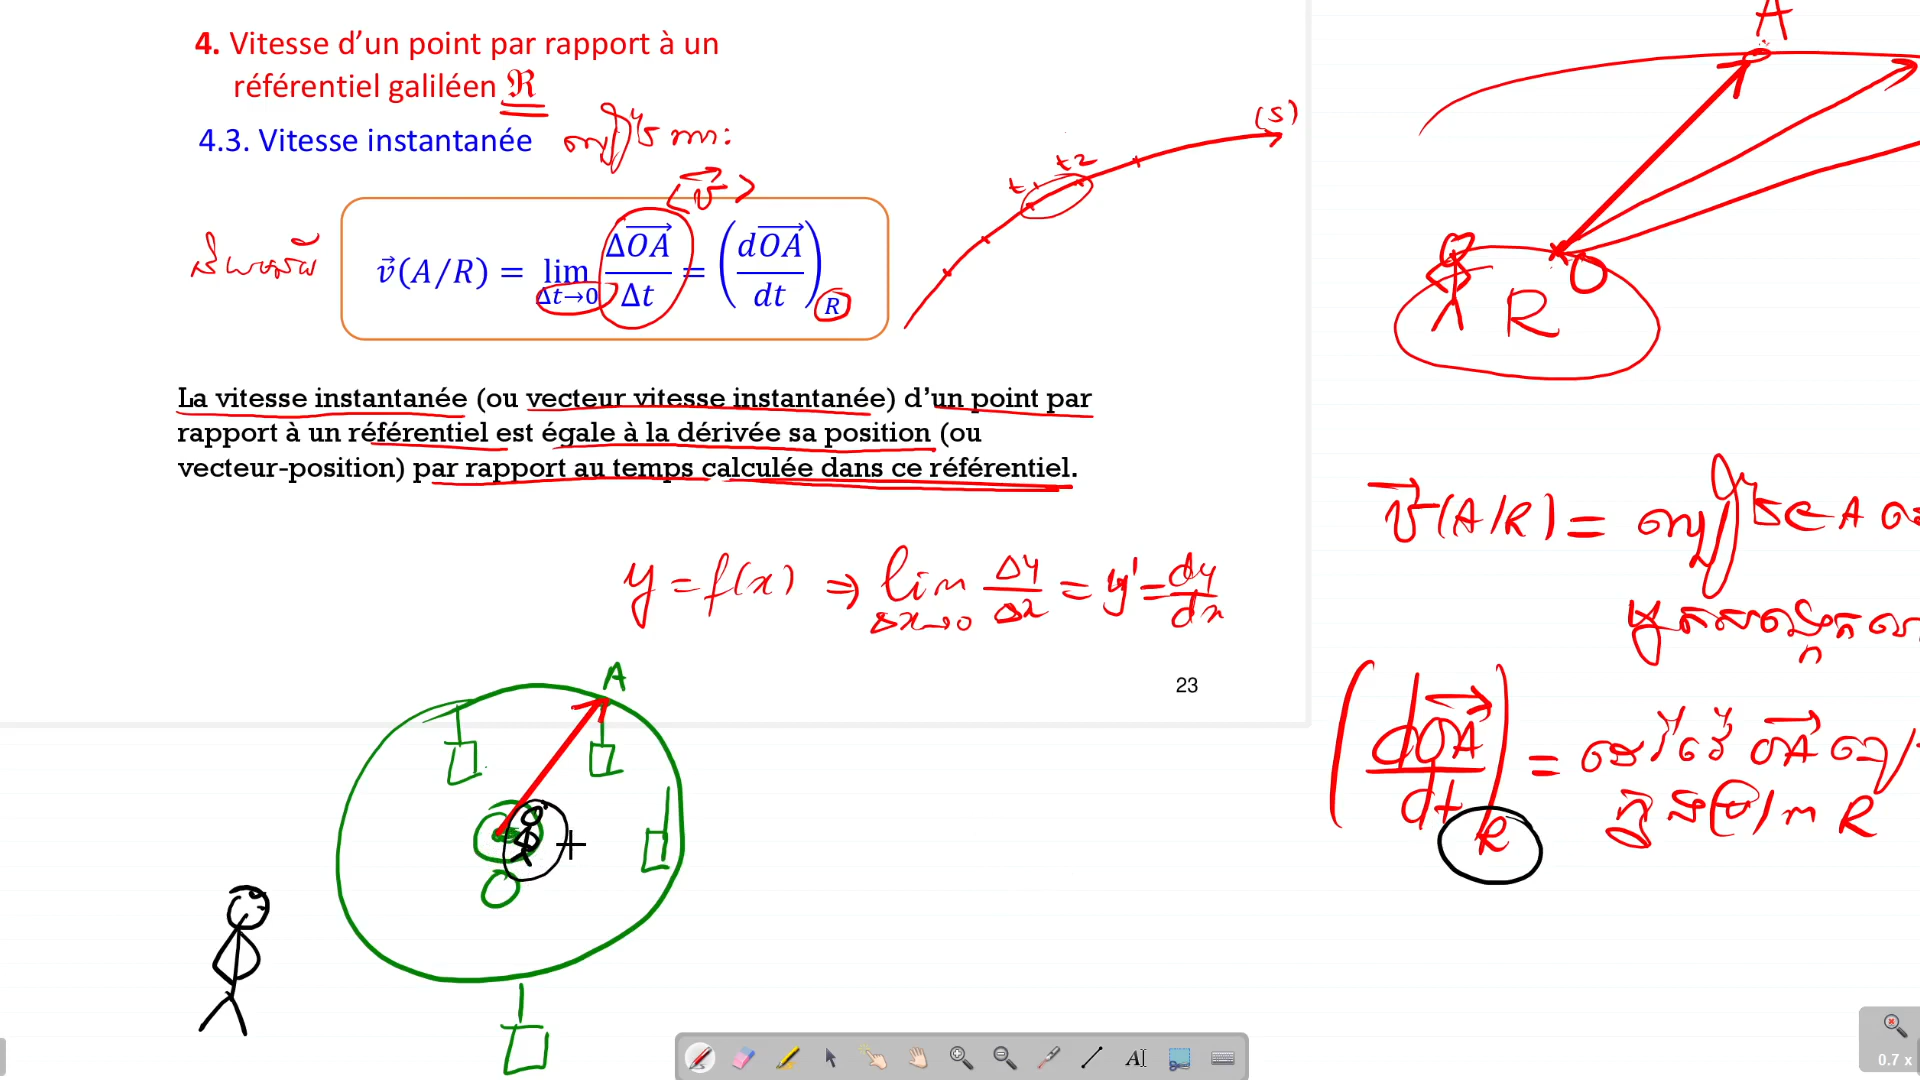 4. Vitesse d’un point par rapport à un
référentiel galiléen ℜ
4.3. Vitesse instantanée
(S)
t
t2
<v⃗>
v⃗(A/R) = lim Δt→0 ΔOA⃗/Δt = (dOA⃗/dt)R
La vitesse instantanée (ou vecteur vitesse instantanée) d’un point par
rapport à un référentiel est égale à la dérivée sa position (ou
vecteur-position) par rapport au temps calculée dans ce référentiel.
y = f(x) ⇒ lim Δx→0 Δy/Δx = y' = dy/dx
23
A
O
A
O
R
v⃗(A/R) =
(dOA⃗/dt)R =
OA⃗
R
AI
0.7 x